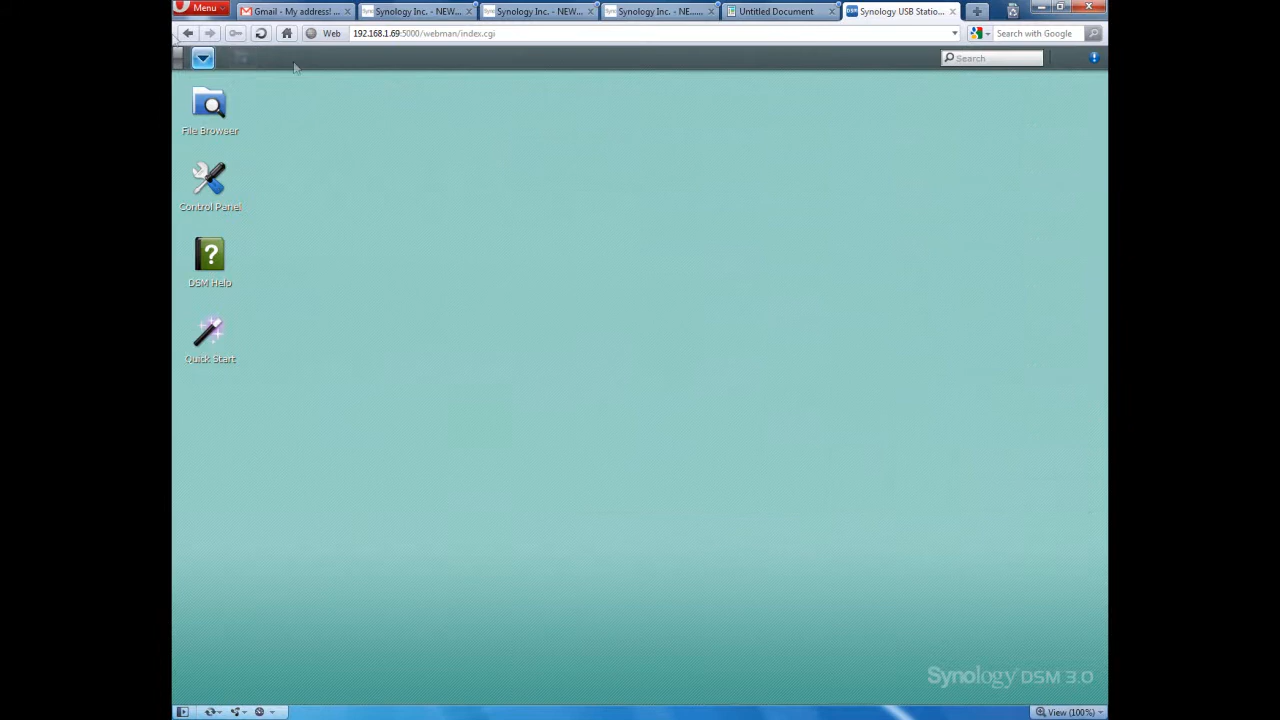 Menu
Gmail - My address! ...
Synology Inc. - NEW...
Synology Inc. - NEW...
Synology Inc. - NE......
Untitled Document
Synology USB Statio...
Web
192.168.1.69:5000/webman/index.cgi
Search with Google
Search
File Browser
Control Panel
DSM Help
Quick Start
Synology DSM 3.0
View (100%)